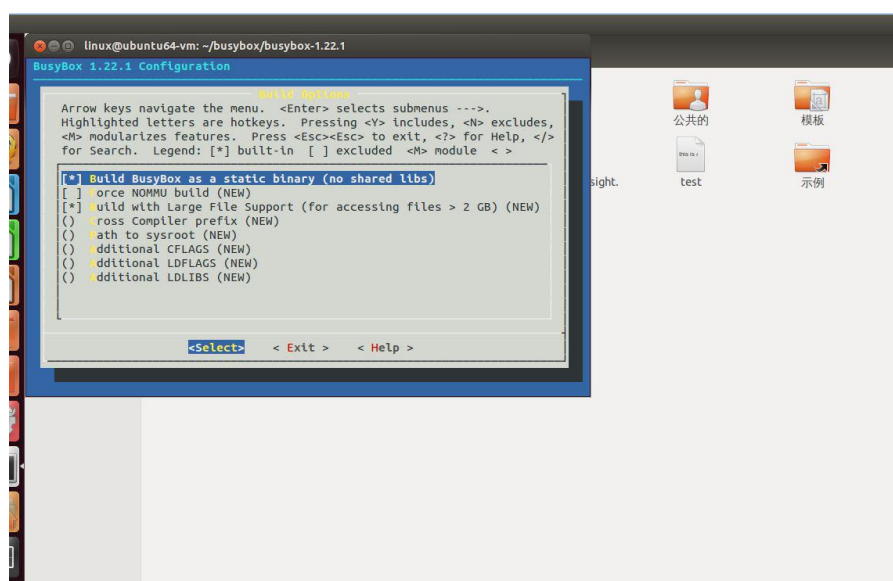 linux@ubuntu64-vm: ~/busybox/busybox-1.22.1
BusyBox 1.22.1 Configuration
Build Options
Arrow keys navigate the menu. <Enter> selects submenus --->.
Highlighted letters are hotkeys. Pressing <Y> includes, <N> excludes,
<M> modularizes features. Press <Esc><Esc> to exit, <?> for Help, </>
for Search. Legend: [*] built-in [ ] excluded <M> module < >
[*] Build BusyBox as a static binary (no shared libs)
[ ] Force NOMMU build (NEW)
[*] Build with Large File Support (for accessing files > 2 GB) (NEW)
() Cross Compiler prefix (NEW)
() Path to sysroot (NEW)
() Additional CFLAGS (NEW)
() Additional LDFLAGS (NEW)
() Additional LDLIBS (NEW)
<Select> < Exit > < Help >
公共的
模板
this is
sight.
test
示例